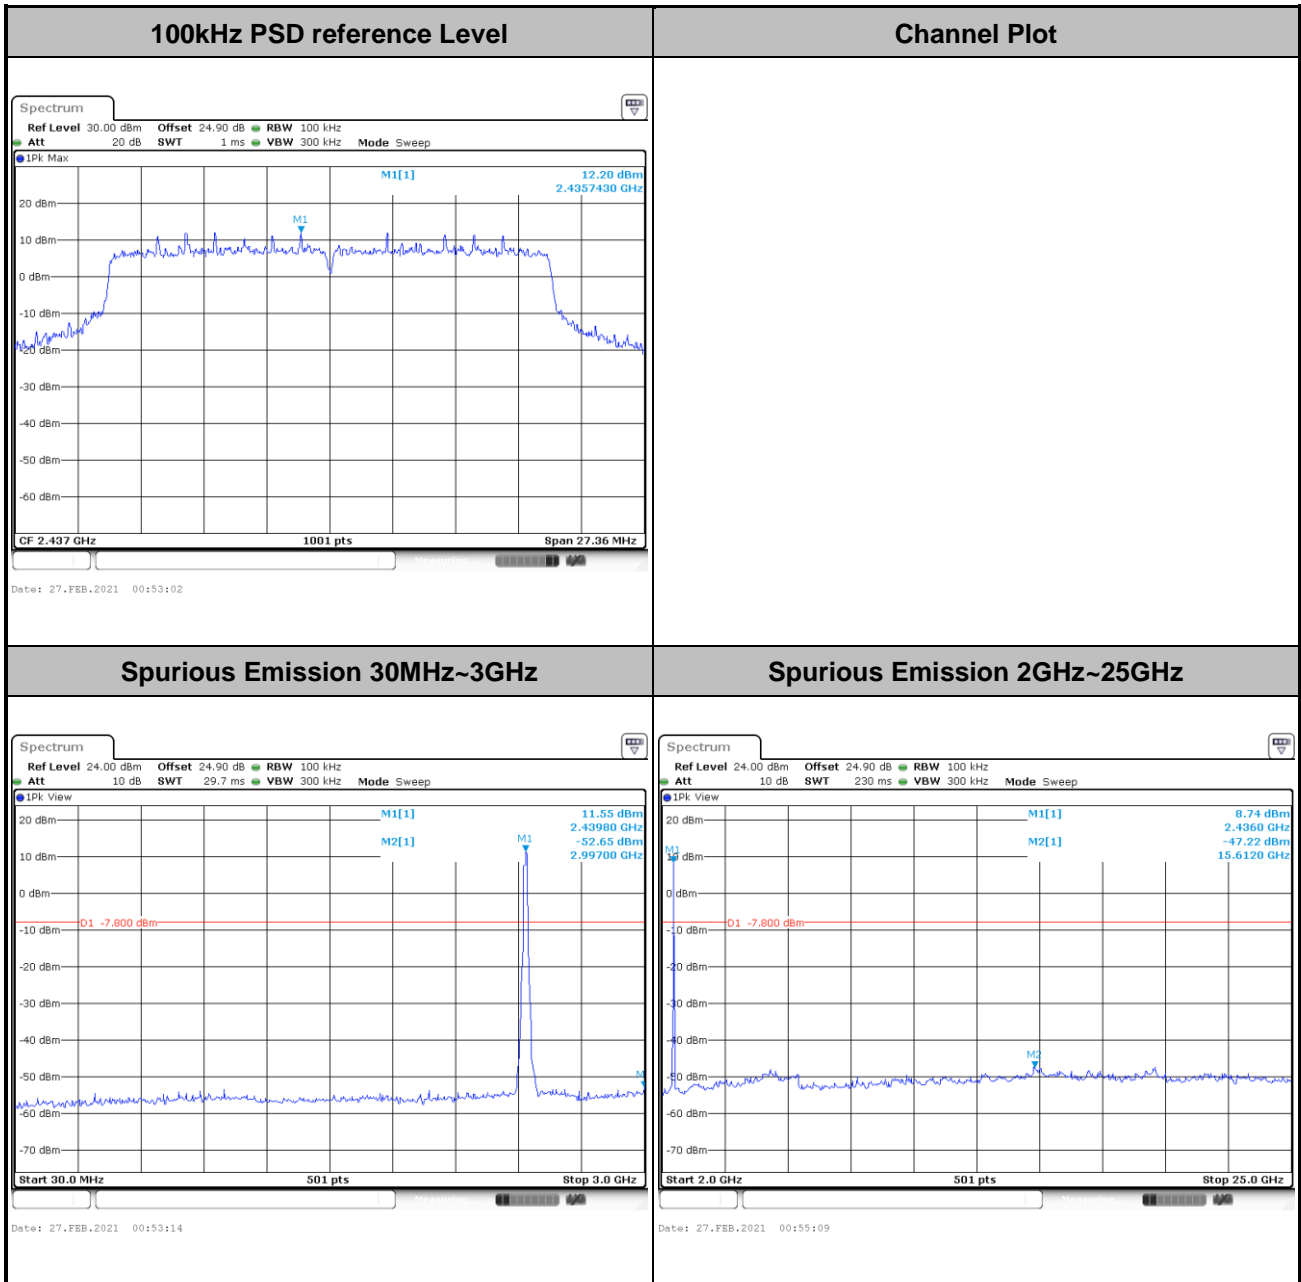 100kHz PSD reference Level
Channel Plot
Spectrum
Ref Level 30.00 dBm Offset 24.90 dB RBW 100 kHz
Att 20 dB SWT 1 ms VBW 300 kHz Mode Sweep
1Pk Max
M1[1] 12.20 dBm
2.4357430 GHz
20 dBm
M1
10 dBm
0 dBm
-10 dBm
-20 dBm
-30 dBm
-40 dBm
-50 dBm
-60 dBm
CF 2.437 GHz 1001 pts Span 27.36 MHz
Measuring...
Date: 27.FEB.2021 00:53:02
Spurious Emission 30MHz~3GHz
Spurious Emission 2GHz~25GHz
Spectrum
Ref Level 24.00 dBm Offset 24.90 dB RBW 100 kHz
Att 10 dB SWT 29.7 ms VBW 300 kHz Mode Sweep
1Pk View
M1[1] 11.55 dBm
20 dBm
2.43980 GHz
M2[1] -52.65 dBm
M1
2.99700 GHz
10 dBm
0 dBm
D1 -7.800 dBm
-10 dBm
-20 dBm
-30 dBm
-40 dBm
-50 dBm
M
-60 dBm
-70 dBm
Start 30.0 MHz 501 pts Stop 3.0 GHz
Measuring...
Date: 27.FEB.2021 00:53:14
Spectrum
Ref Level 24.00 dBm Offset 24.90 dB RBW 100 kHz
Att 10 dB SWT 230 ms VBW 300 kHz Mode Sweep
1Pk View
M1[1] 8.74 dBm
20 dBm
2.4360 GHz
M2[1] -47.22 dBm
15.6120 GHz
M1
10 dBm
0 dBm
D1 -7.800 dBm
-10 dBm
-20 dBm
-30 dBm
-40 dBm
M2
-50 dBm
-60 dBm
-70 dBm
Start 2.0 GHz 501 pts Stop 25.0 GHz
Measuring...
Date: 27.FEB.2021 00:55:09